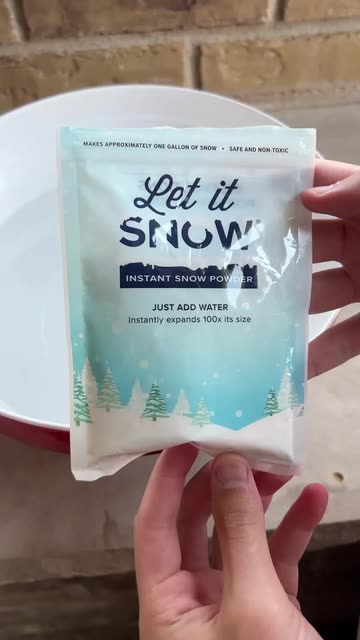 MAKES APPROXIMATELY ONE GALLON OF SNOW • SAFE AND NON-TOXIC
Let it
SNOW
INSTANT SNOW POWDER
JUST ADD WATER
Instantly expands 100x its size